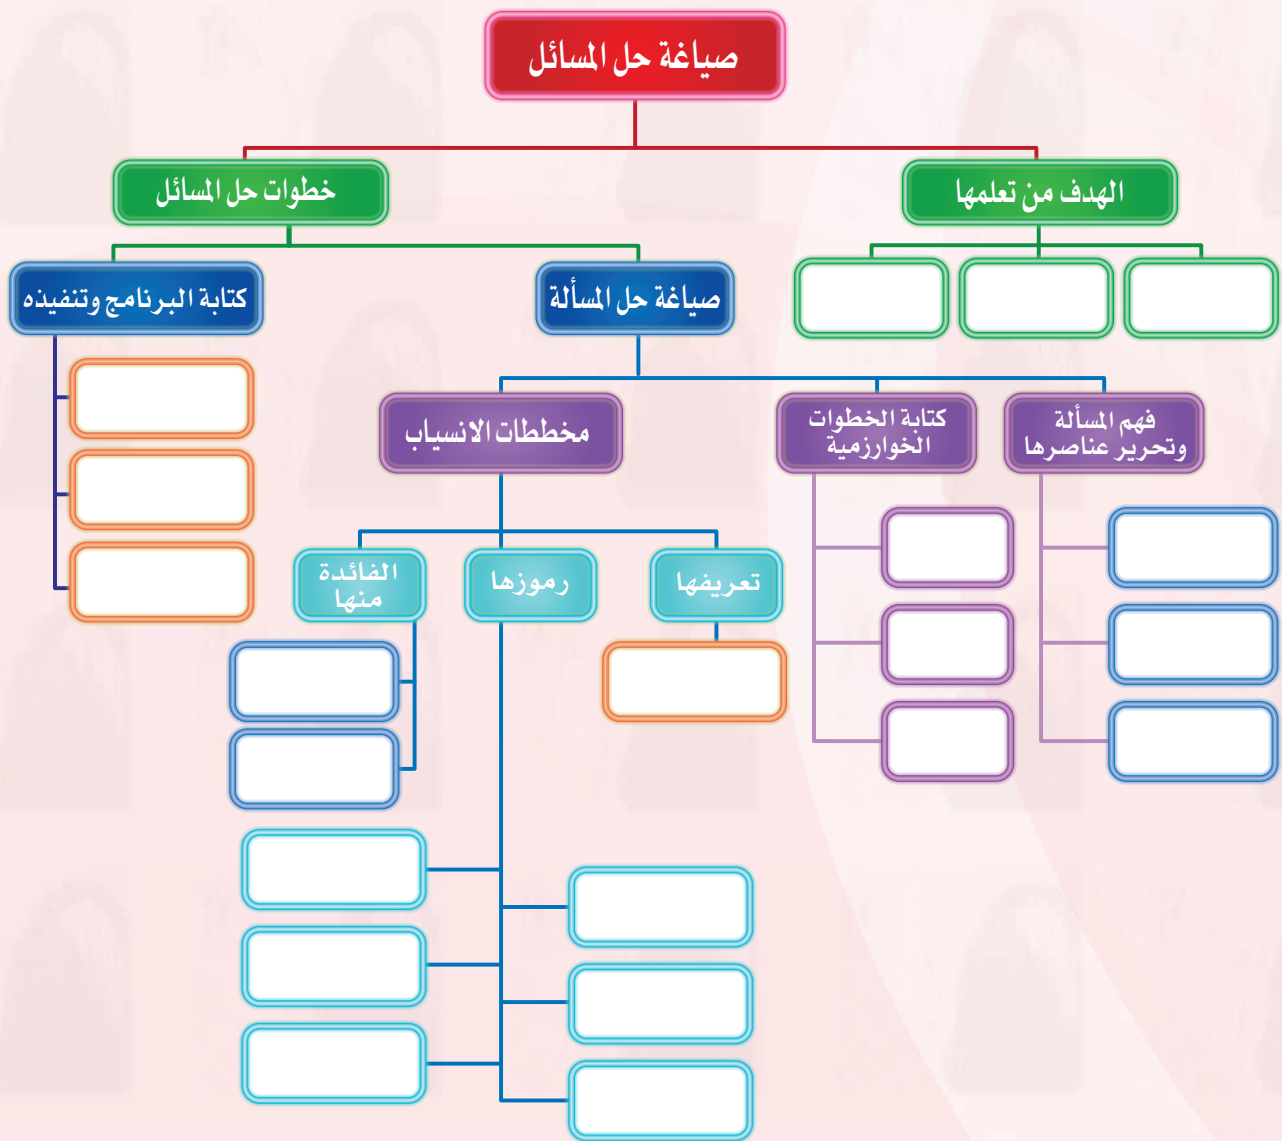 صياغة حل المسائل
الهدف من تعلمها
خطوات حل المسائل
صياغة حل المسألة
كتابة البرنامج وتنفيذه
فهم المسألة
وتحرير عناصرها
كتابة الخطوات
الخوارزمية
مخططات الانسياب
تعريفها
رموزها
الفائدة
منها